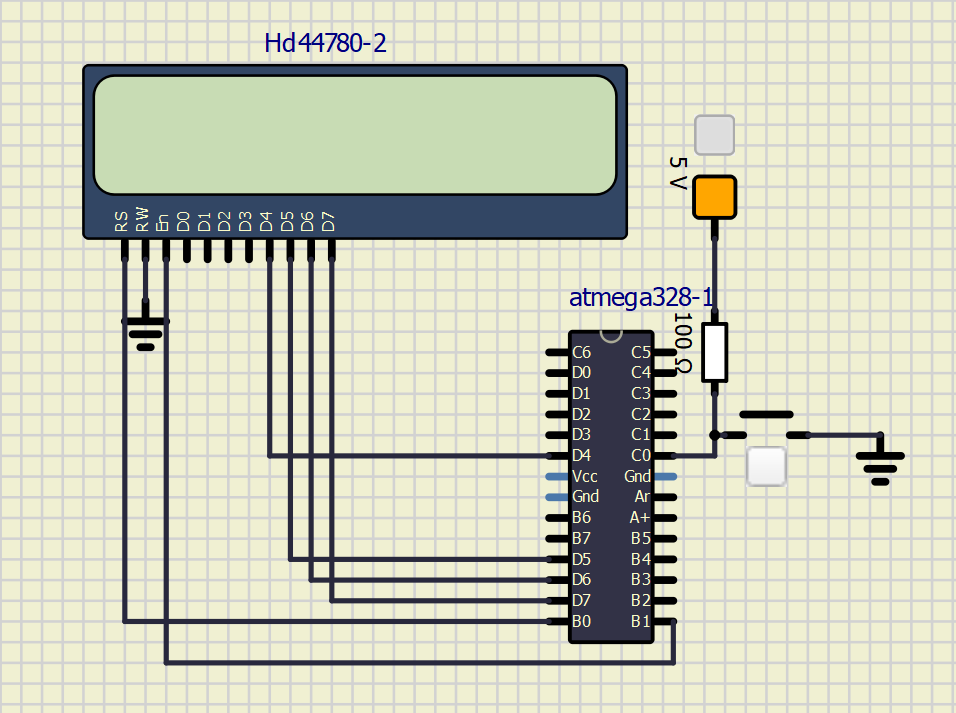 Hd44780-2
RS RW En D0 D1 D2 D3 D4 D5 D6 D7
5 V
atmega328-1
100 Ω
C6 C5
D0 C4
D1 C3
D2 C2
D3 C1
D4 C0
Vcc Gnd
Gnd Ar
B6 A+
B7 B5
D5 B4
D6 B3
D7 B2
B0 B1